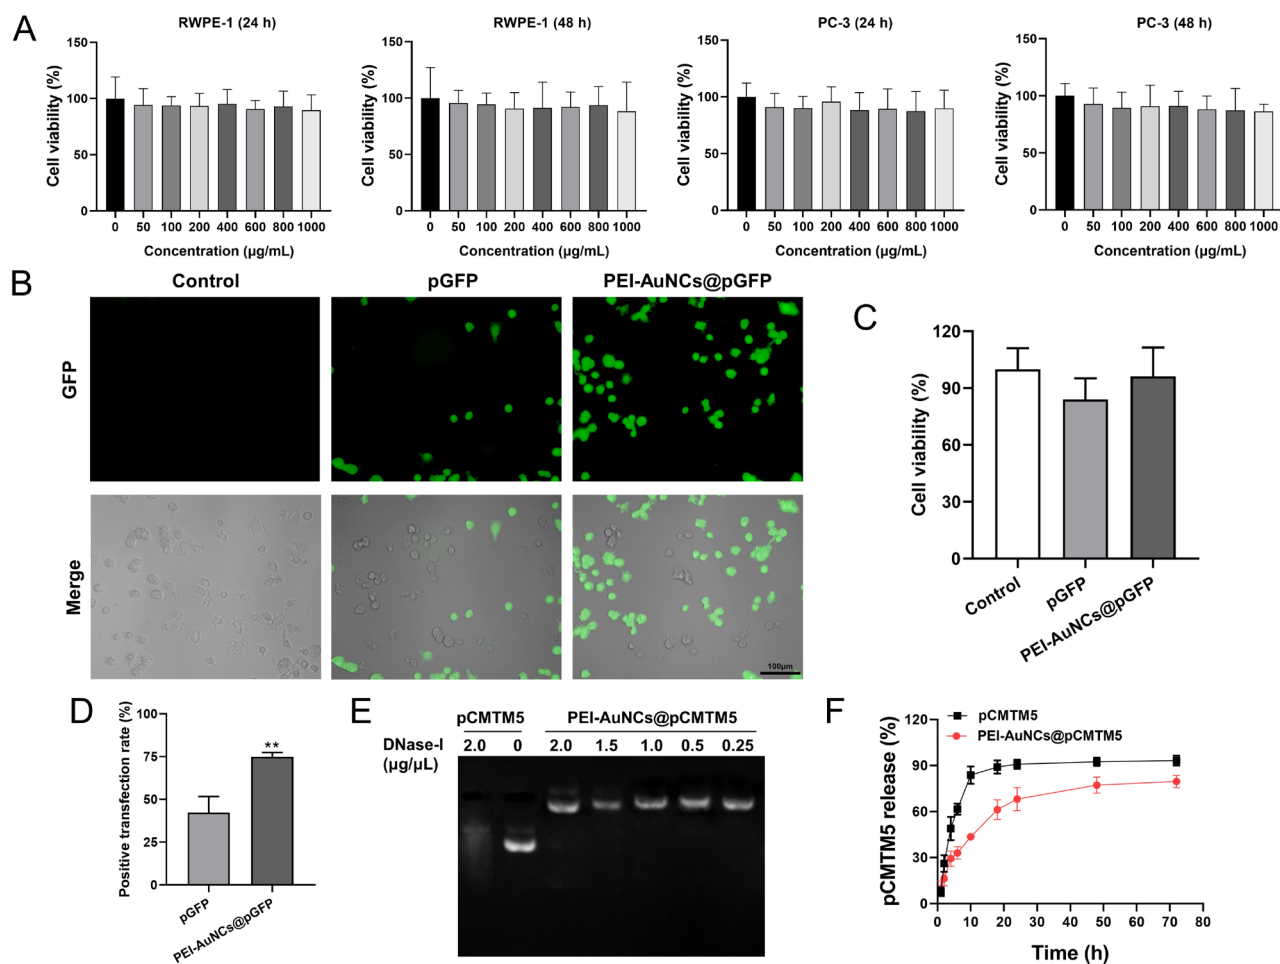 A
RWPE-1 (24 h)
Cell viability (%)
150
100
50
0
0 50 100 200 400 600 800 1000
Concentration (µg/mL)
RWPE-1 (48 h)
Cell viability (%)
150
100
50
0
0 50 100 200 400 600 800 1000
Concentration (µg/mL)
PC-3 (24 h)
Cell viability (%)
150
100
50
0
0 50 100 200 400 600 800 1000
Concentration (µg/mL)
PC-3 (48 h)
Cell viability (%)
150
100
50
0
0 50 100 200 400 600 800 1000
Concentration (µg/mL)
B
Control pGFP PEI-AuNCs@pGFP
GFP
Merge
100µm
C
Cell viability (%)
120
90
60
30
0
Control
pGFP
PEI-AuNCs@pGFP
D
Positive transfection rate (%)
100
75
50
25
0
**
pGFP
PEI-AuNCs@pGFP
E
pCMTM5 PEI-AuNCs@pCMTM5
DNase-I 2.0 0 2.0 1.5 1.0 0.5 0.25
(µg/µL)
F
pCMTM5
PEI-AuNCs@pCMTM5
pCMTM5 release (%)
120
90
60
30
0
0 10 20 30 40 50 60 70 80
Time (h)